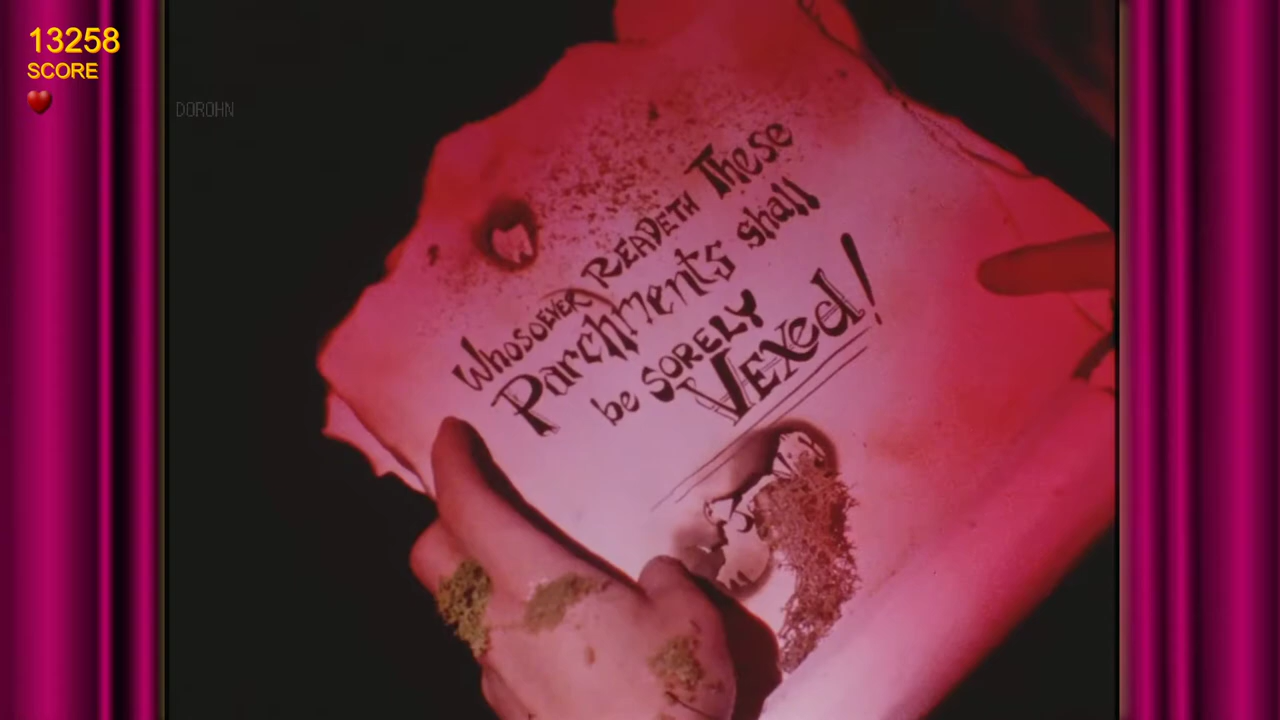 13258
SCORE
DOROHN
Whosoever Readeth These
Parchments shall
be SORELY
Vexed!